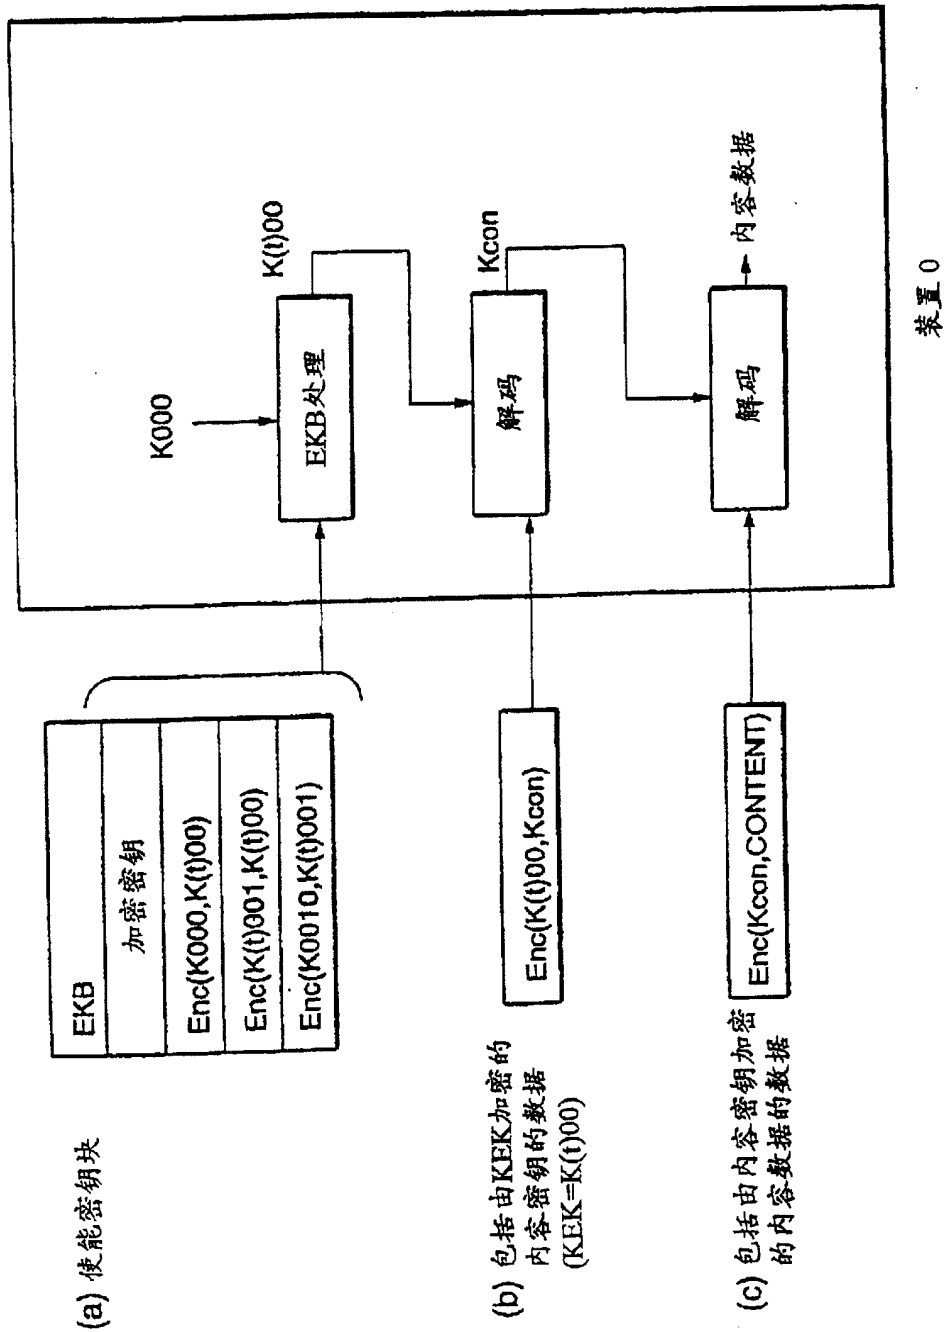 (a) 使能密钥块
EKB
加密密钥
Enc(K000,K(t)00)
Enc(K(t)001,K(t)00)
Enc(K0010,K(t)001)
K000
EKB处理
K(t)00
(b) 包括由KEK加密的
内容密钥的数据
(KEK=K(t)00)
Enc(K(t)00,Kcon)
解码
Kcon
(c) 包括由内容密钥加密
的内容数据的数据
Enc(Kcon,CONTENT)
解码
内容数据
装置 0